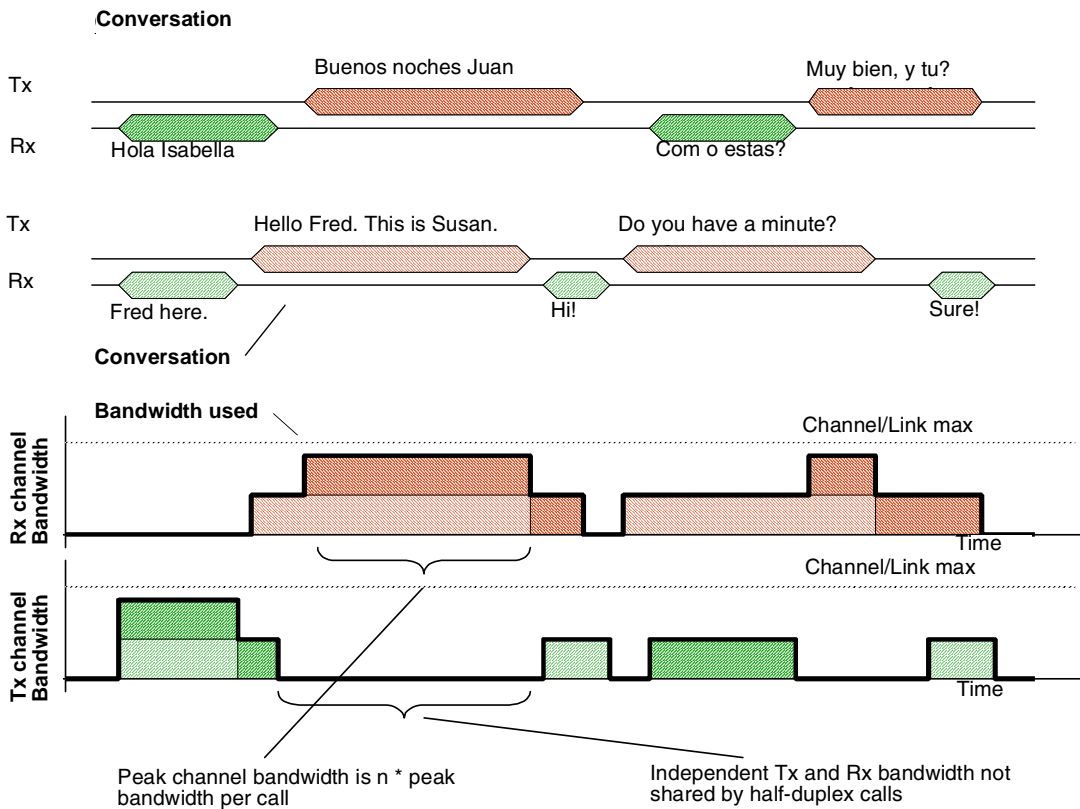 Conversation
Buenos noches Juan
Muy bien, y tu?
Tx
Rx
Hola Isabella
Com o estas?
Tx
Hello Fred. This is Susan.
Do you have a minute?
Rx
Fred here.
Hi!
Sure!
Conversation
Bandwidth used
Channel/Link max
Rx channel
Bandwidth
Time
Channel/Link max
Tx channel
Bandwidth
Time
Peak channel bandwidth is n * peak
bandwidth per call
Independent Tx and Rx bandwidth not
shared by half-duplex calls